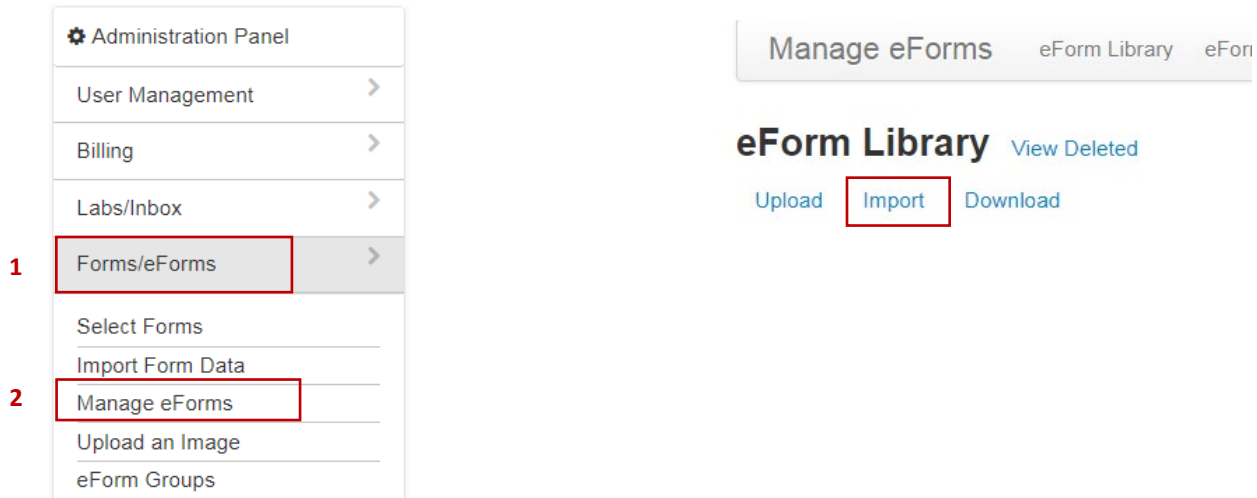 Administration Panel
User Management
Billing
Labs/Inbox
1
Forms/eForms
Select Forms
Import Form Data
2
Manage eForms
Upload an Image
eForm Groups
Manage eForms eForm Library
eForm Library View Deleted
Upload Import Download